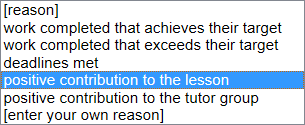 [reason]
work completed that achieves their target
work completed that exceeds their target
deadlines met
positive contribution to the lesson
positive contribution to the tutor group
[enter your own reason]